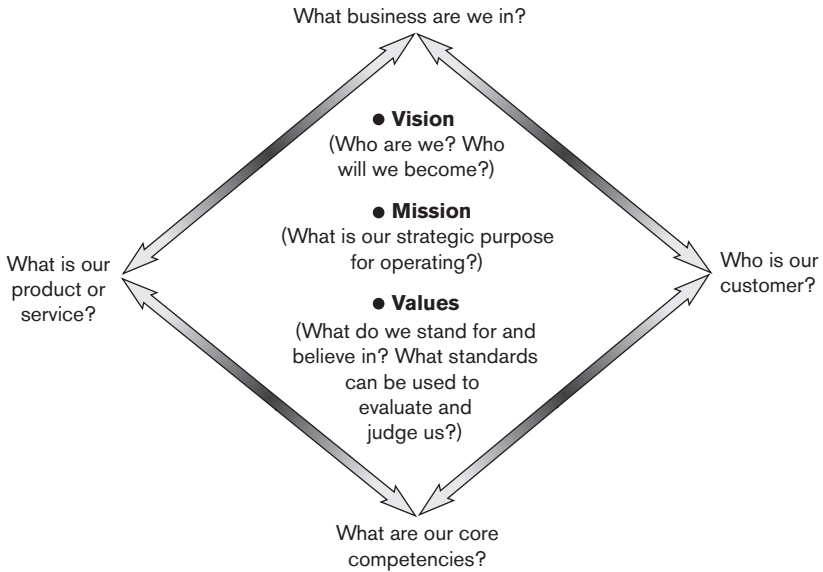 What business are we in?
● Vision
(Who are we? Who
will we become?)
● Mission
(What is our strategic purpose
for operating?)
● Values
(What do we stand for and
believe in? What standards
can be used to
evaluate and
judge us?)
What is our
product or
service?
Who is our
customer?
What are our core
competencies?